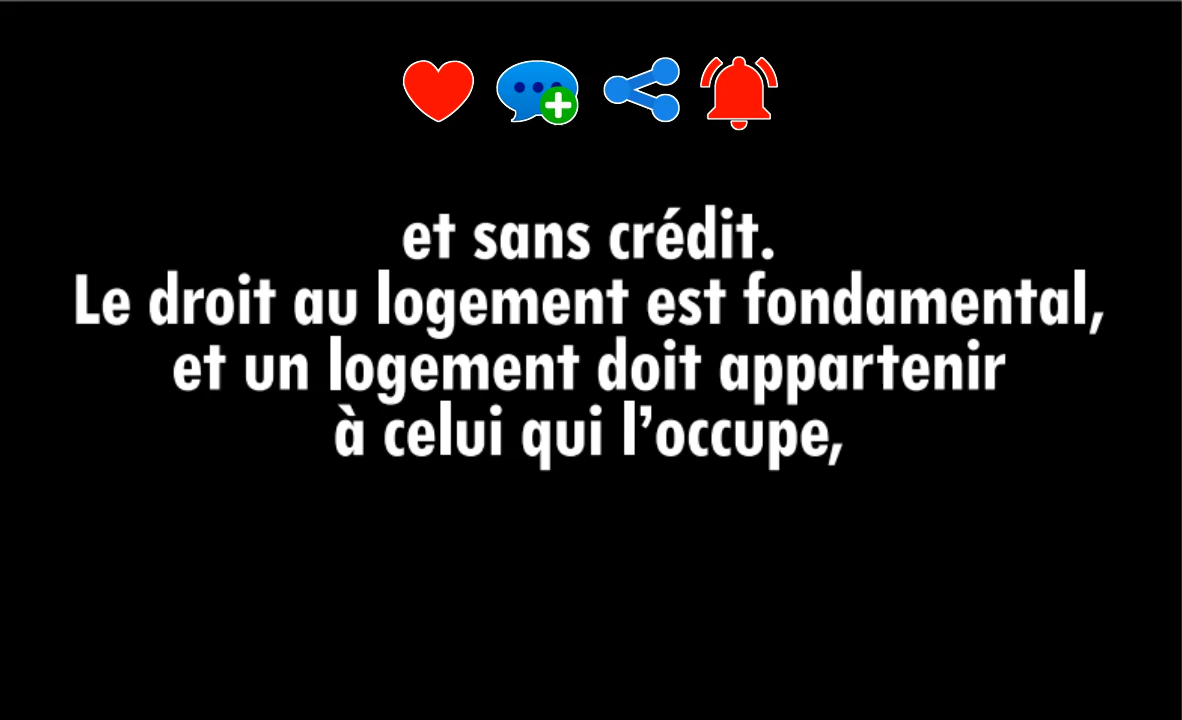 et sans crédit.
Le droit au logement est fondamental,
et un logement doit appartenir
à celui qui l’occupe,